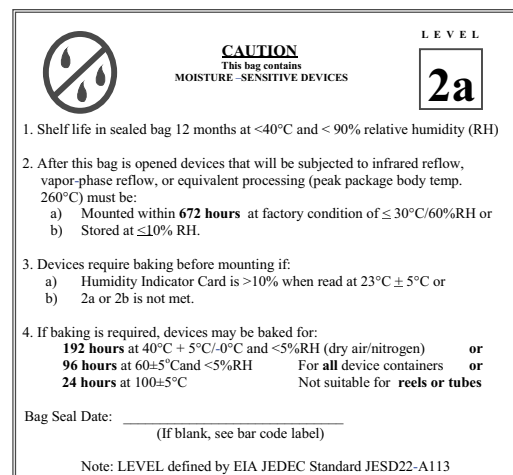 LEVEL
CAUTION
This bag contains
MOISTURE –SENSITIVE DEVICES
2a
1. Shelf life in sealed bag 12 months at <40°C and < 90% relative humidity (RH)
2. After this bag is opened devices that will be subjected to infrared reflow,
vapor-phase reflow, or equivalent processing (peak package body temp.
260°C) must be:
a) Mounted within 672 hours at factory condition of ≤ 30°C/60%RH or
b) Stored at ≤10% RH.
3. Devices require baking before mounting if:
a) Humidity Indicator Card is >10% when read at 23°C ± 5°C or
b) 2a or 2b is not met.
4. If baking is required, devices may be baked for:
192 hours at 40°C + 5°C/-0°C and <5%RH (dry air/nitrogen) or
96 hours at 60±5°Cand <5%RH For all device containers or
24 hours at 100±5°C Not suitable for reels or tubes
Bag Seal Date: ____________________________
(If blank, see bar code label)
Note: LEVEL defined by EIA JEDEC Standard JESD22-A113